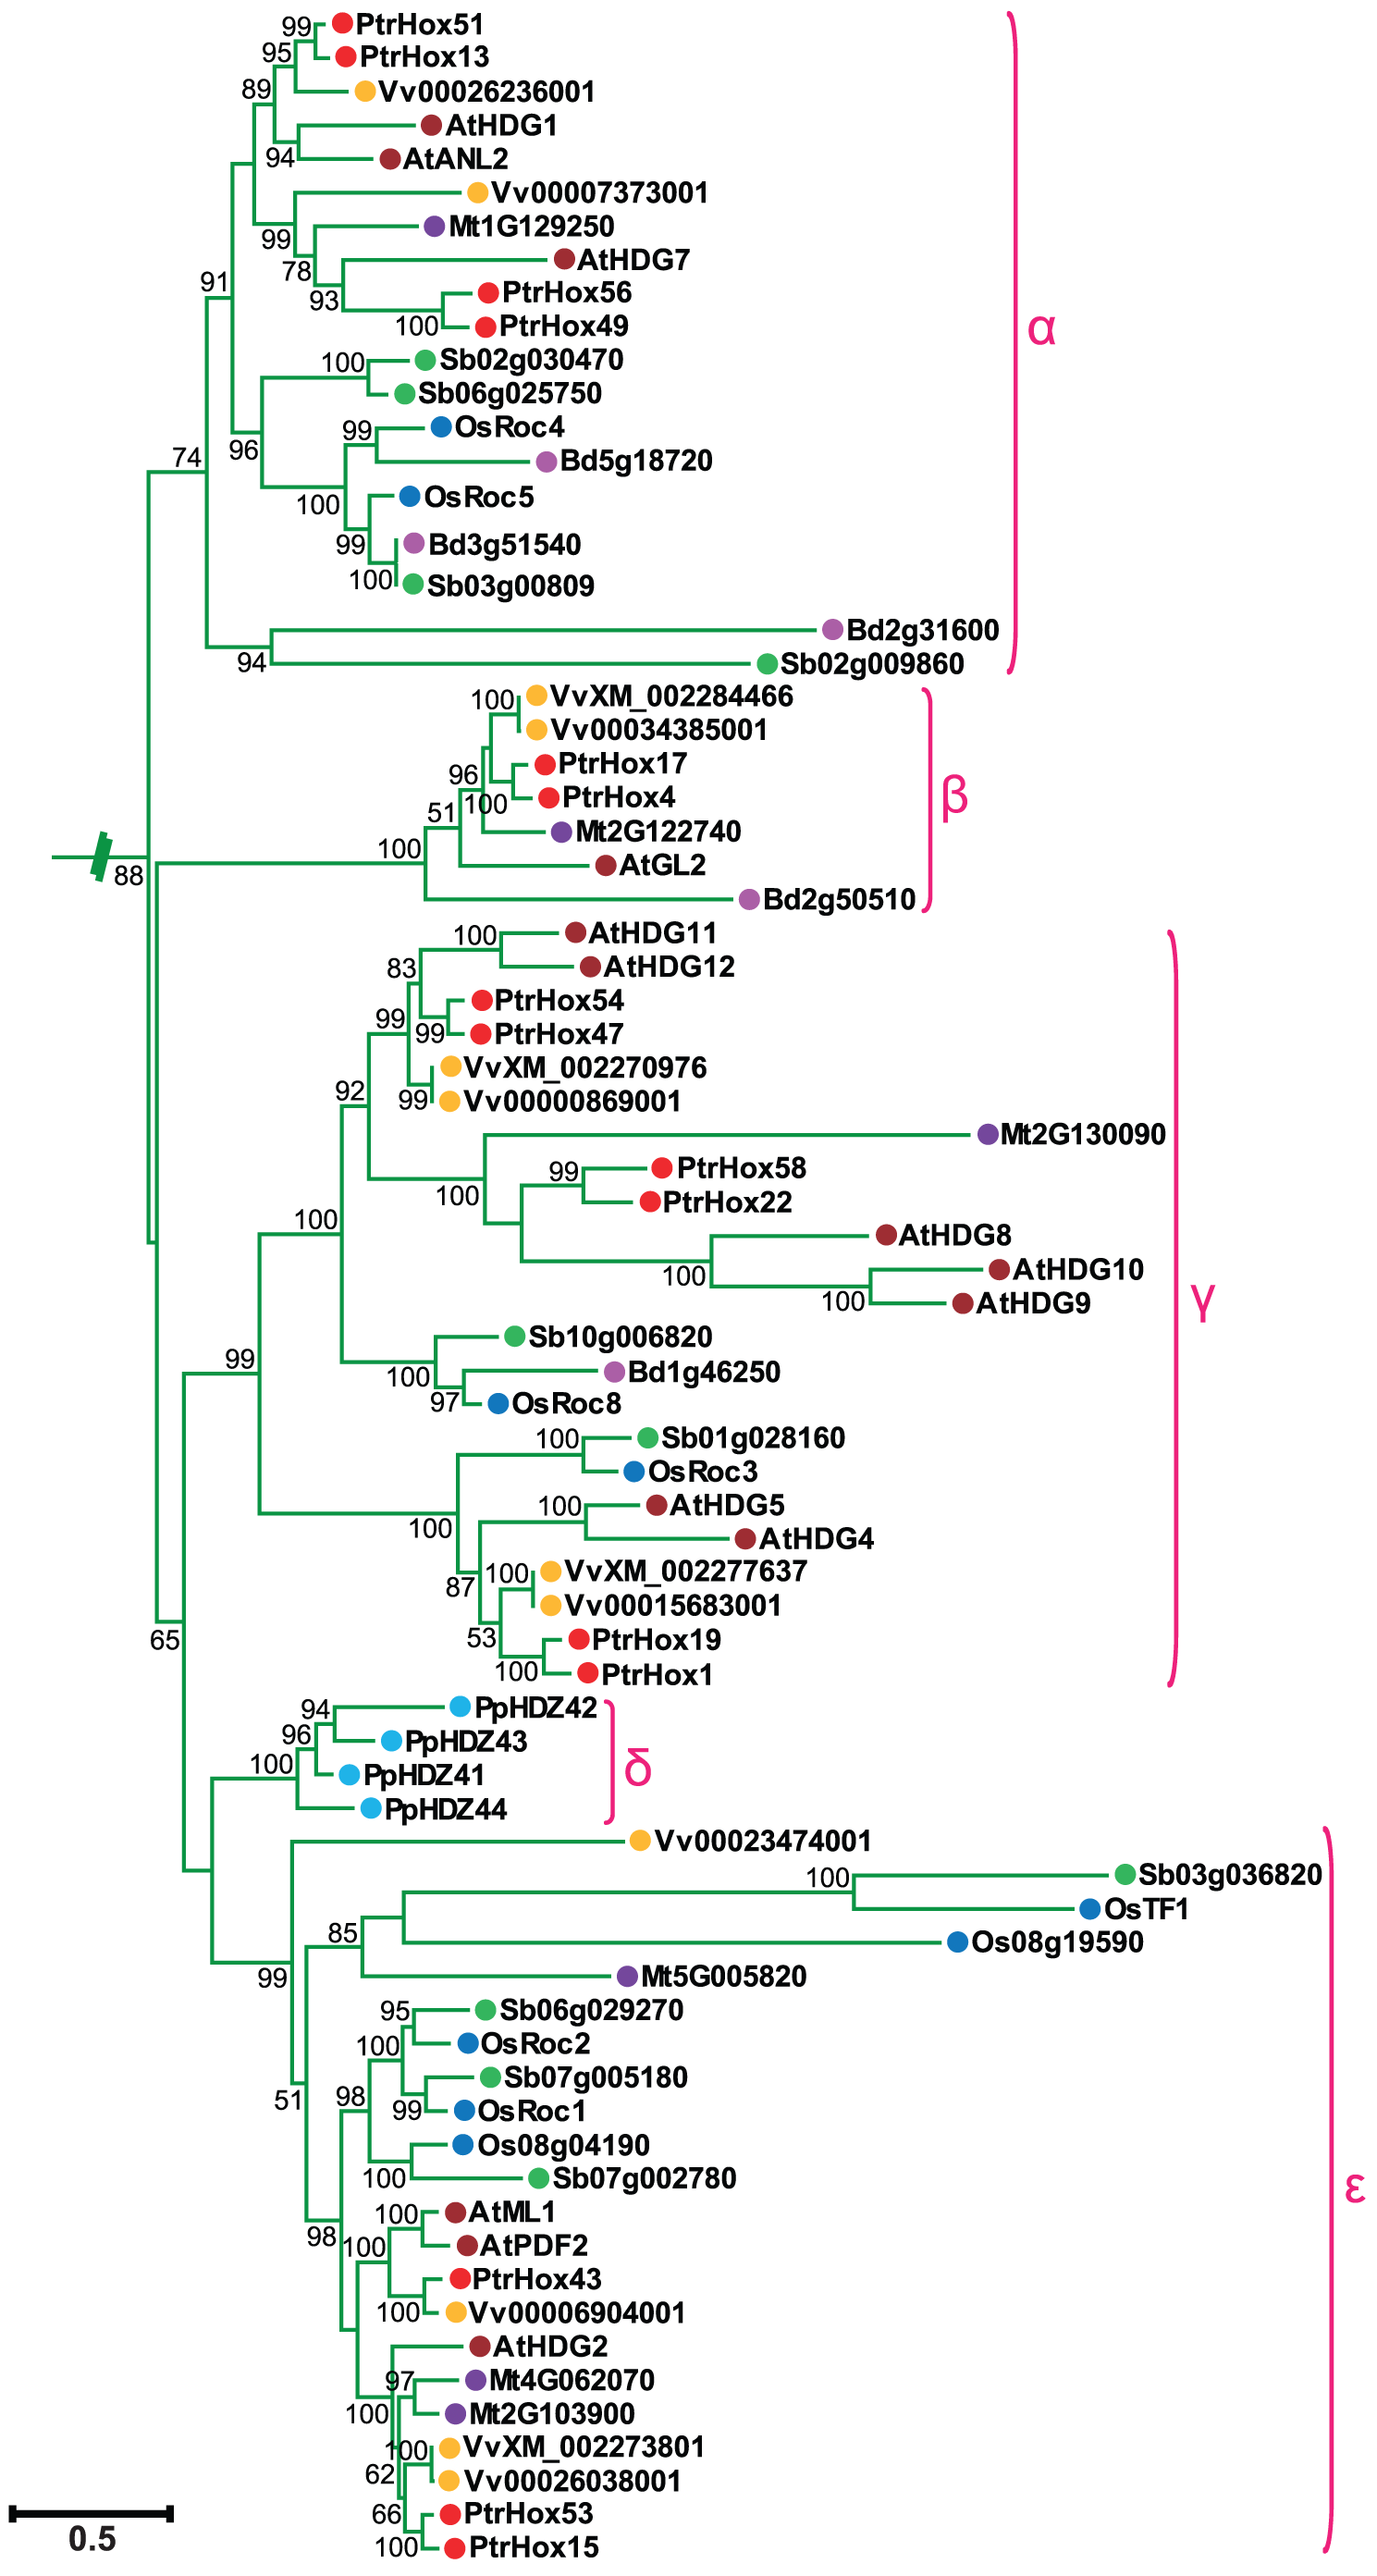 99 PtrHox51
95 PtrHox13
89 Vv00026236001
AtHDG1
94 AtANL2
Vv00007373001
99 Mt1G129250
78 AtHDG7
91 93 PtrHox56
100 PtrHox49
α
100 Sb02g030470
Sb06g025750
99 OsRoc4
74 96 Bd5g18720
100 OsRoc5
99 Bd3g51540
100 Sb03g00809
Bd2g31600
94 Sb02g009860
100 VvXM_002284466
Vv00034385001
96 PtrHox17
100 PtrHox4
β
51 Mt2G122740
100 AtGL2
88 Bd2g50510
100 AtHDG11
83 AtHDG12
PtrHox54
99 99 PtrHox47
VvXM_002270976
92 99 Vv00000869001
Mt2G130090
99 PtrHox58
100 PtrHox22
100 AtHDG8
100 AtHDG10
100 AtHDG9
γ
Sb10g006820
99 100 Bd1g46250
97 OsRoc8
100 Sb01g028160
OsRoc3
100 AtHDG5
100 AtHDG4
100 VvXM_002277637
87 Vv00015683001
65 53 PtrHox19
100 PtrHox1
94 PpHDZ42
96 PpHDZ43
100 PpHDZ41
δ
PpHDZ44
Vv00023474001
100 Sb03g036820
OsTF1
85 Os08g19590
99 Mt5G005820
95 Sb06g029270
100 OsRoc2
Sb07g005180
51 98 99 OsRoc1
Os08g04190
100 Sb07g002780
ε
100 AtML1
98 100 AtPDF2
PtrHox43
100 Vv00006904001
AtHDG2
97 Mt4G062070
100 Mt2G103900
100 VvXM_002273801
62 Vv00026038001
66 PtrHox53
100 PtrHox15
0.5